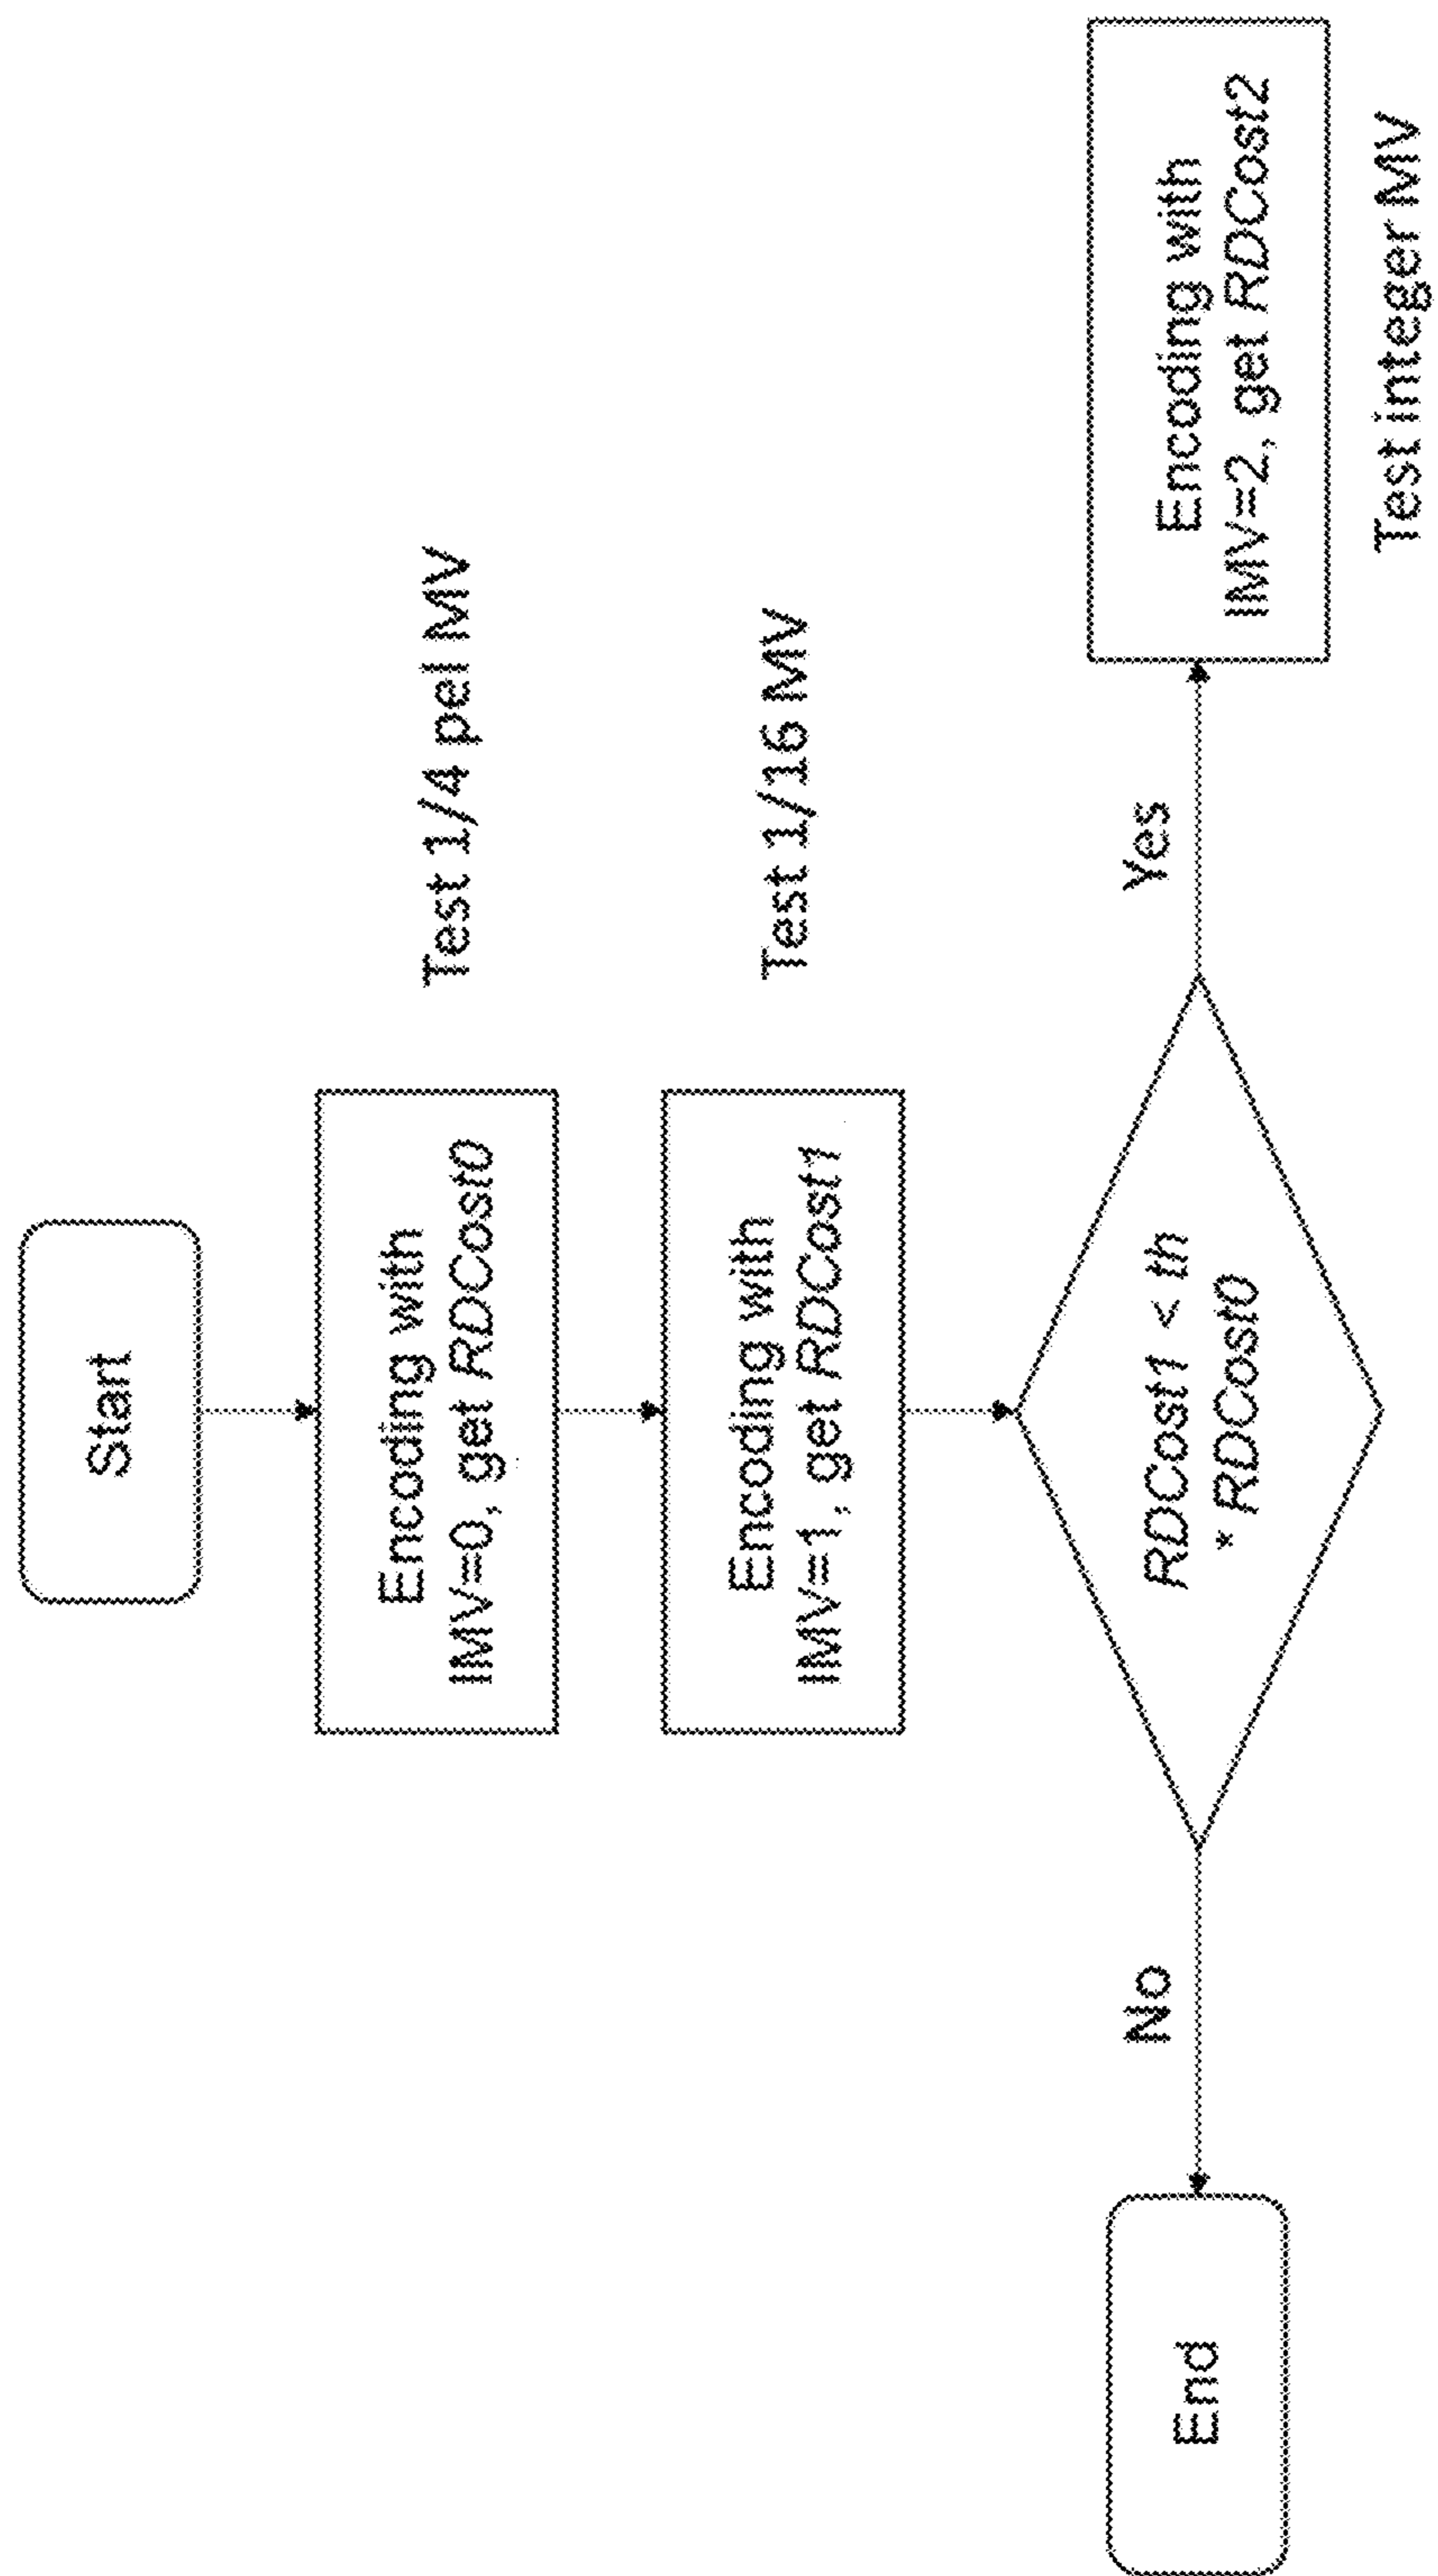 Start
Encoding with
IMV=0, get RDCost0
Test 1/4 pel MV
Encoding with
IMV=1, get RDCost1
Test 1/16 MV
RDCost1 < th
* RDCost0
No
Yes
End
Encoding with
IMV=2, get RDCost2
Test integer MV